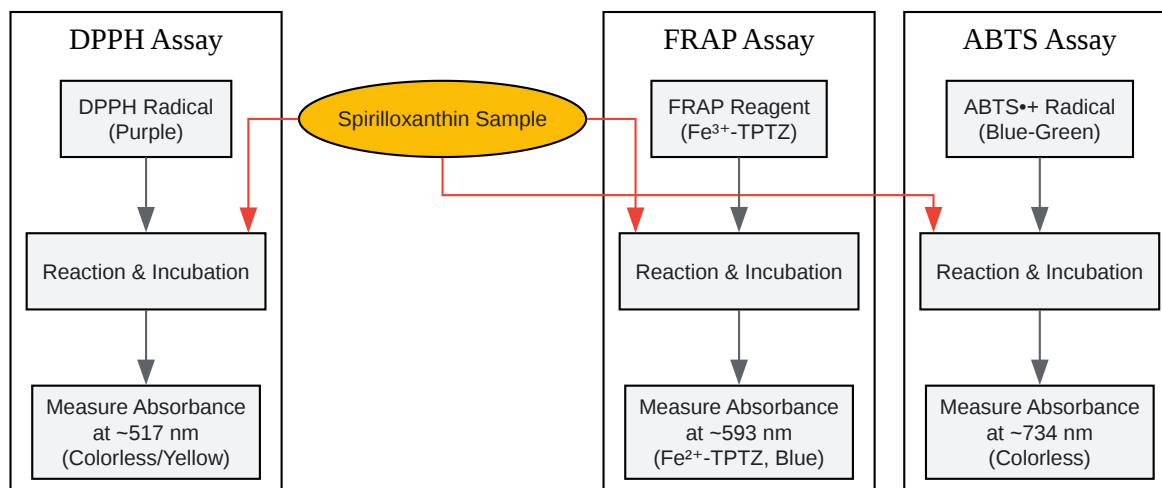 DPPH Assay
DPPH Radical
(Purple)
Reaction & Incubation
Measure Absorbance
at ~517 nm
(Colorless/Yellow)
Spirilloxanthin Sample
FRAP Assay
FRAP Reagent
(Fe³⁺-TPTZ)
Reaction & Incubation
Measure Absorbance
at ~593 nm
(Fe²⁺-TPTZ, Blue)
ABTS Assay
ABTS•+ Radical
(Blue-Green)
Reaction & Incubation
Measure Absorbance
at ~734 nm
(Colorless)